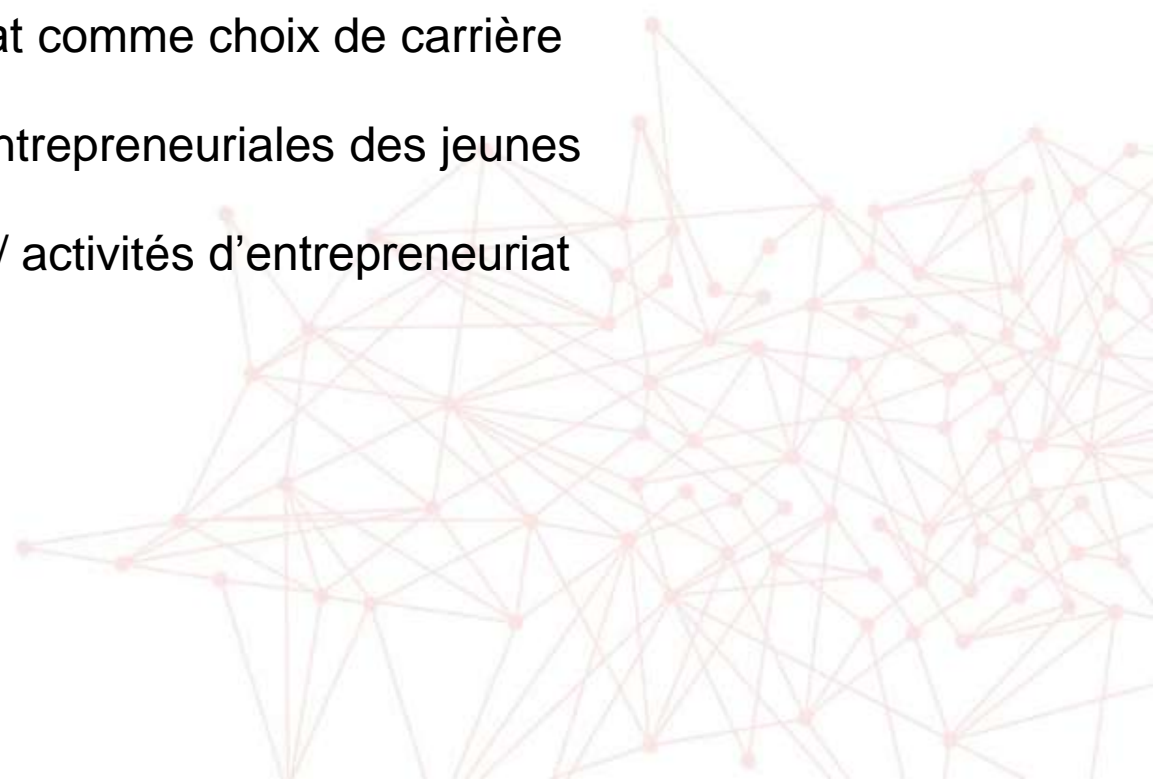 at comme choix de carrière
ntrepreneuriales des jeunes
/ activités d’entrepreneuriat